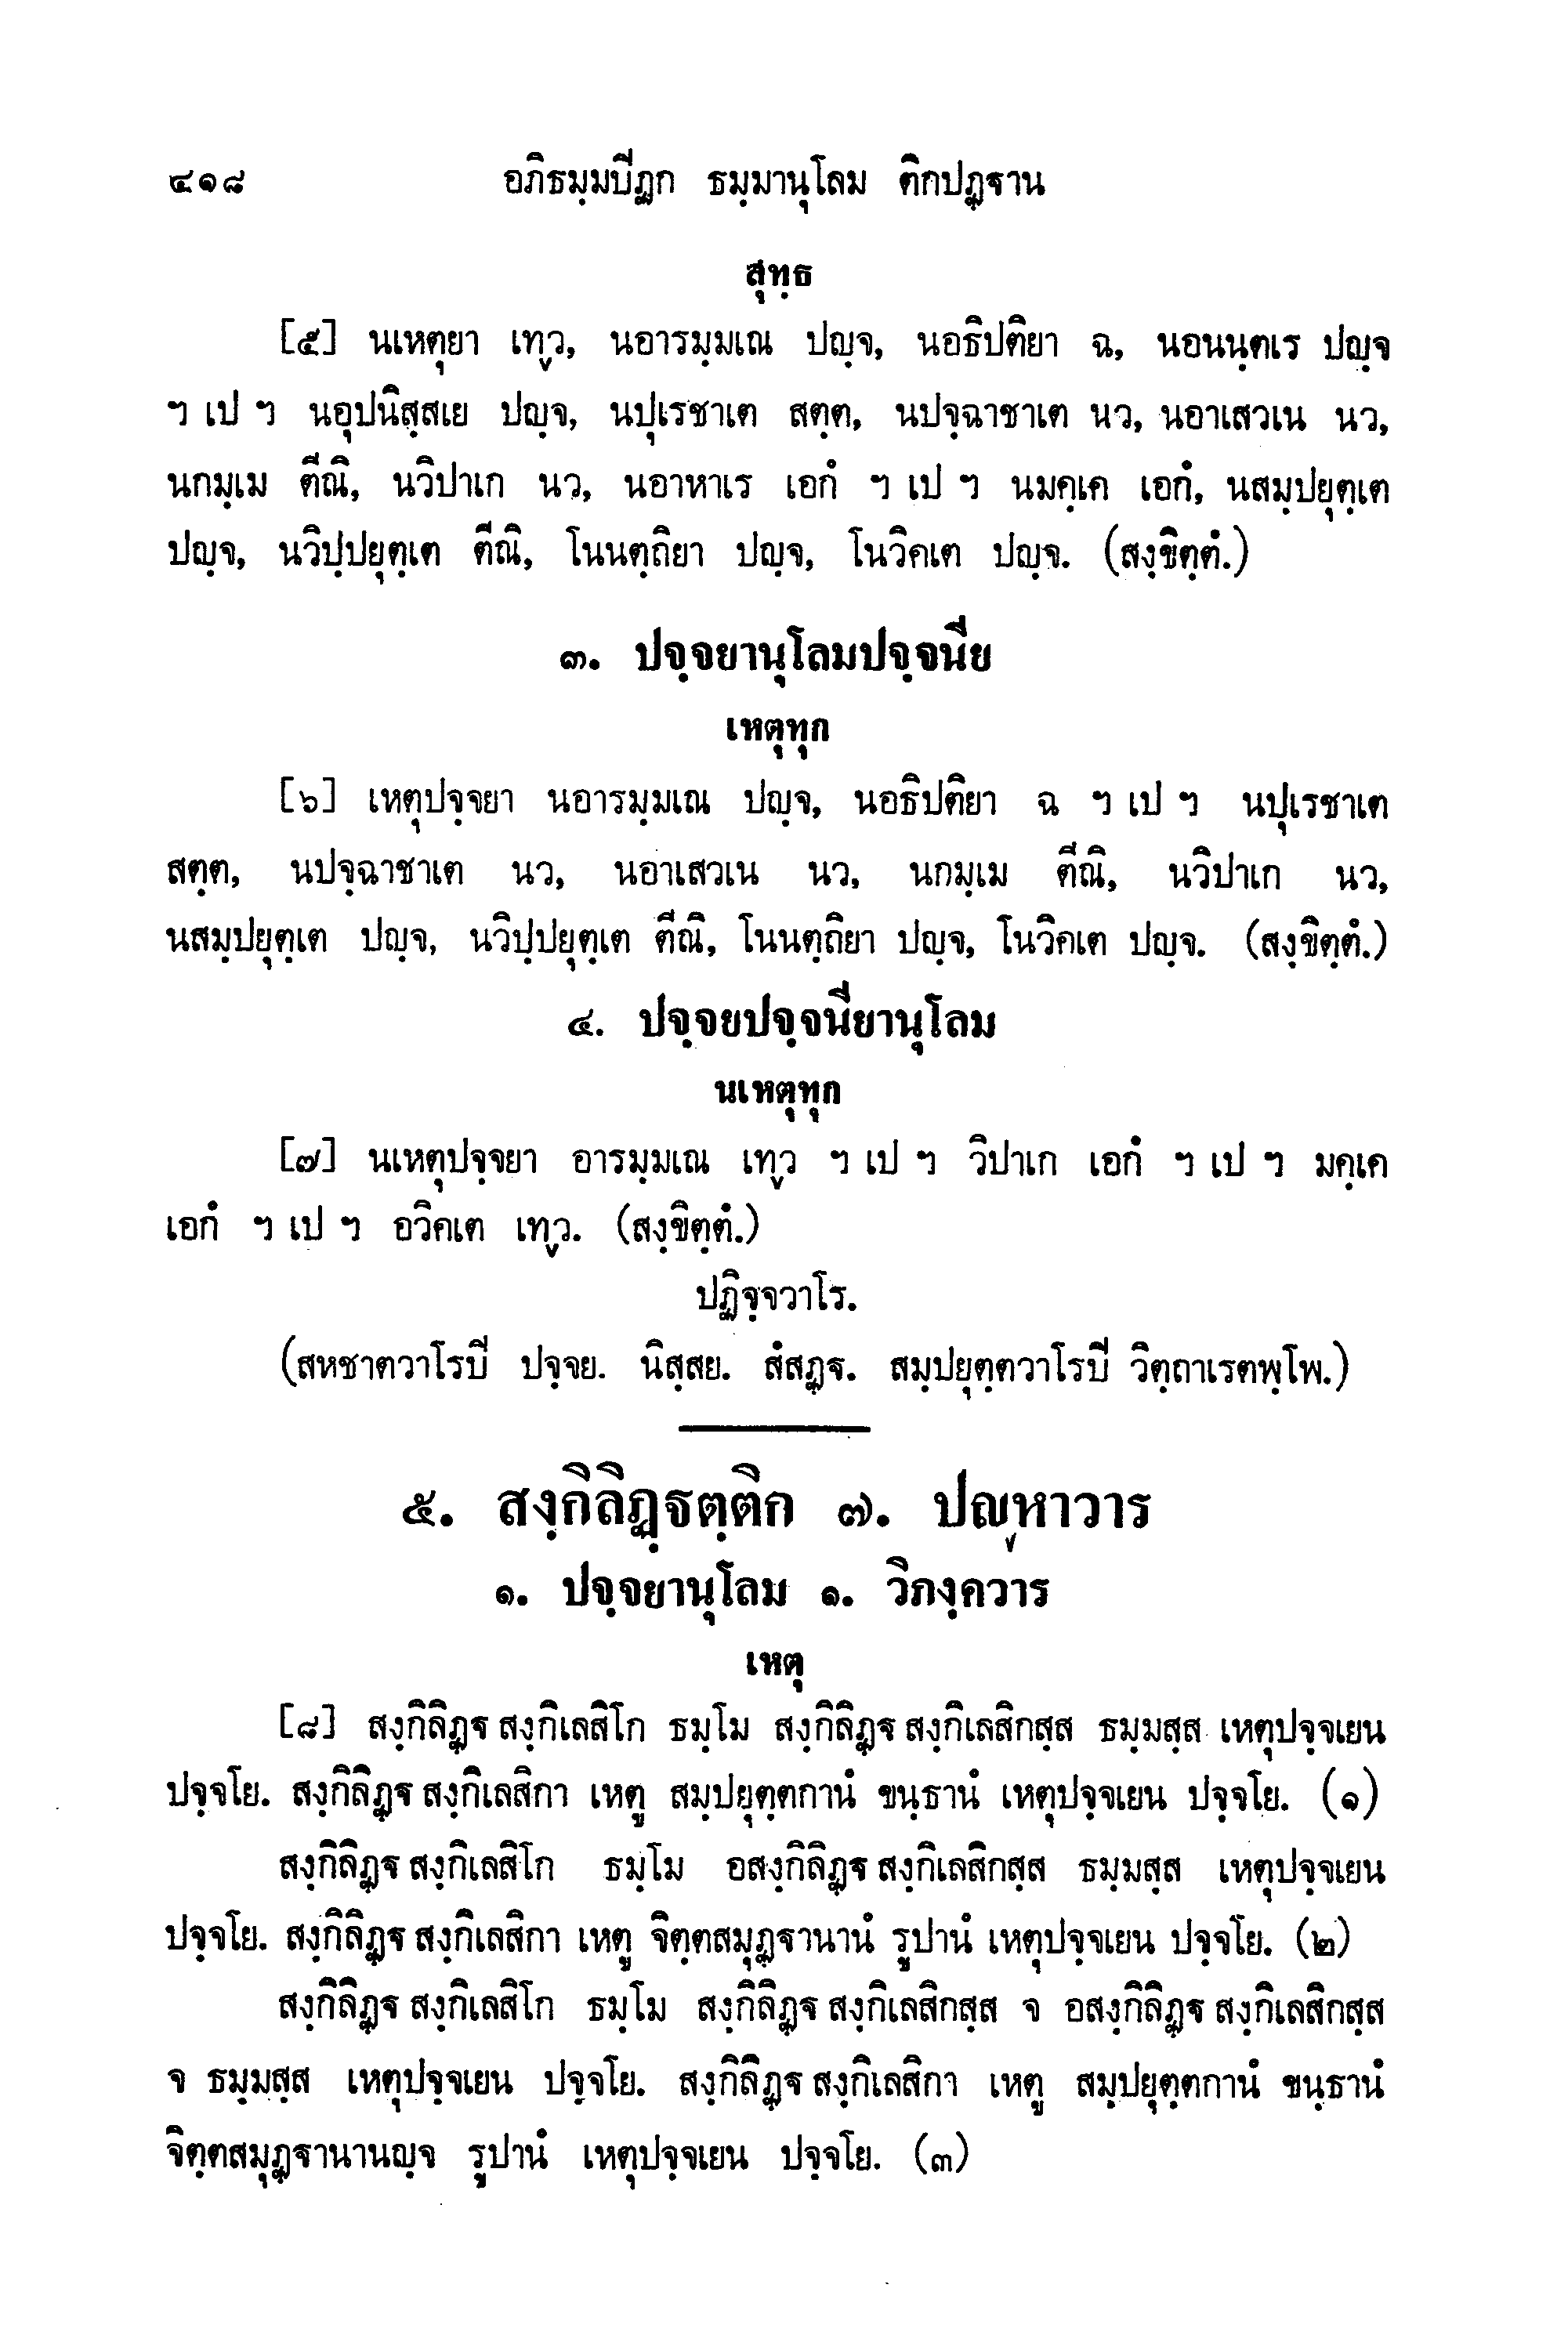 ๔๑๘ อภิธมฺมปิฏก ธมฺมานุโลม ติกปฏฺฐาน
สุทฺธ
[๕] นเหตุยา เทฺว, นอารมฺมเณ ปญฺจ, นอธิปติยา ฉ, นอนนฺตเร ปญฺจ
ฯ เป ฯ นอุปนิสฺสเย ปญฺจ, นปุเรชาเต สตฺต, นปจฺฉาชาเต นว, นอาเสวเน นว,
นกมฺเม ตีณิ, นวิปาเก นว, นอาหาเร เอกํ ฯ เป ฯ นมคฺเค เอกํ, นสมฺปยุตฺเต
ปญฺจ, นวิปฺปยุตฺเต ตีณิ, โนนตฺถิยา ปญฺจ, โนวิคเต ปญฺจ. (สงฺขิตฺตํ.)
๓. ปจฺจยานุโลมปจฺจนีย
เหตุทุก
[๖] เหตุปจฺจยา นอารมฺมเณ ปญฺจ, นอธิปติยา ฉ ฯ เป ฯ นปุเรชาเต
สตฺต, นปจฺฉาชาเต นว, นอาเสวเน นว, นกมฺเม ตีณิ, นวิปาเก นว,
นสมฺปยุตฺเต ปญฺจ, นวิปฺปยุตฺเต ตีณิ, โนนตฺถิยา ปญฺจ, โนวิคเต ปญฺจ. (สงฺขิตฺตํ.)
๔. ปจฺจยปจฺจนียานุโลม
นเหตุทุก
[๗] นเหตุปจฺจยา อารมฺมเณ เทฺว ฯ เป ฯ วิปาเก เอกํ ฯ เป ฯ มคฺเค
เอกํ ฯ เป ฯ อวิคเต เทฺว. (สงฺขิตฺตํ.)
ปฏิจฺจวาโร.
(สหชาตวาโรปี ปจฺจย. นิสฺสย. สํสฏฺฐ. สมฺปยุตฺตวาโรปี วิตฺถาเรตพฺโพ.)
๕. สงฺกิลิฏฺฐตฺติก ๗. ปญฺหาวาร
๑. ปจฺจยานุโลม ๑. วิภงฺควาร
เหตุ
[๘] สงฺกิลิฏฺฐ สงฺกิเลสิโก ธมฺโม สงฺกิลิฏฺฐ สงฺกิเลสิกสฺส ธมฺมสฺส เหตุปจฺจเยน
ปจฺจโย. สงฺกิลิฏฺฐ สงฺกิเลสิกา เหตู สมฺปยุตฺตกานํ ขนฺธานํ เหตุปจฺจเยน ปจฺจโย. (๑)
สงฺกิลิฏฺฐ สงฺกิเลสิโก ธมฺโม อสงฺกิลิฏฺฐ สงฺกิเลสิกสฺส ธมฺมสฺส เหตุปจฺจเยน
ปจฺจโย. สงฺกิลิฏฺฐ สงฺกิเลสิกา เหตู จิตฺตสมุฏฺฐานานํ รูปานํ เหตุปจฺจเยน ปจฺจโย. (๒)
สงฺกิลิฏฺฐ สงฺกิเลสิโก ธมฺโม สงฺกิลิฏฺฐ สงฺกิเลสิกสฺส จ อสงฺกิลิฏฺฐ สงฺกิเลสิกสฺส
จ ธมฺมสฺส เหตุปจฺจเยน ปจฺจโย. สงฺกิลิฏฺฐ สงฺกิเลสิกา เหตู สมฺปยุตฺตกานํ ขนฺธานํ
จิตฺตสมุฏฺฐานานญฺจ รูปานํ เหตุปจฺจเยน ปจฺจโย. (๓)